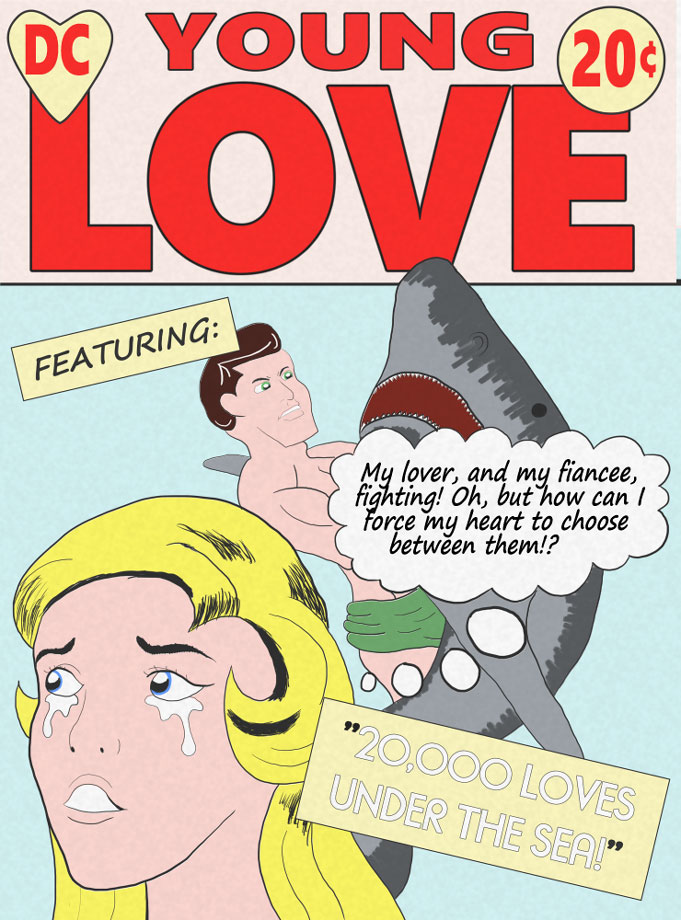 DC
YOUNG
20¢
LOVE
FEATURING:
My lover, and my fiancee,
fighting! Oh, but how can I
force my heart to choose
between them!?
"20,000 LOVES
UNDER THE SEA!"